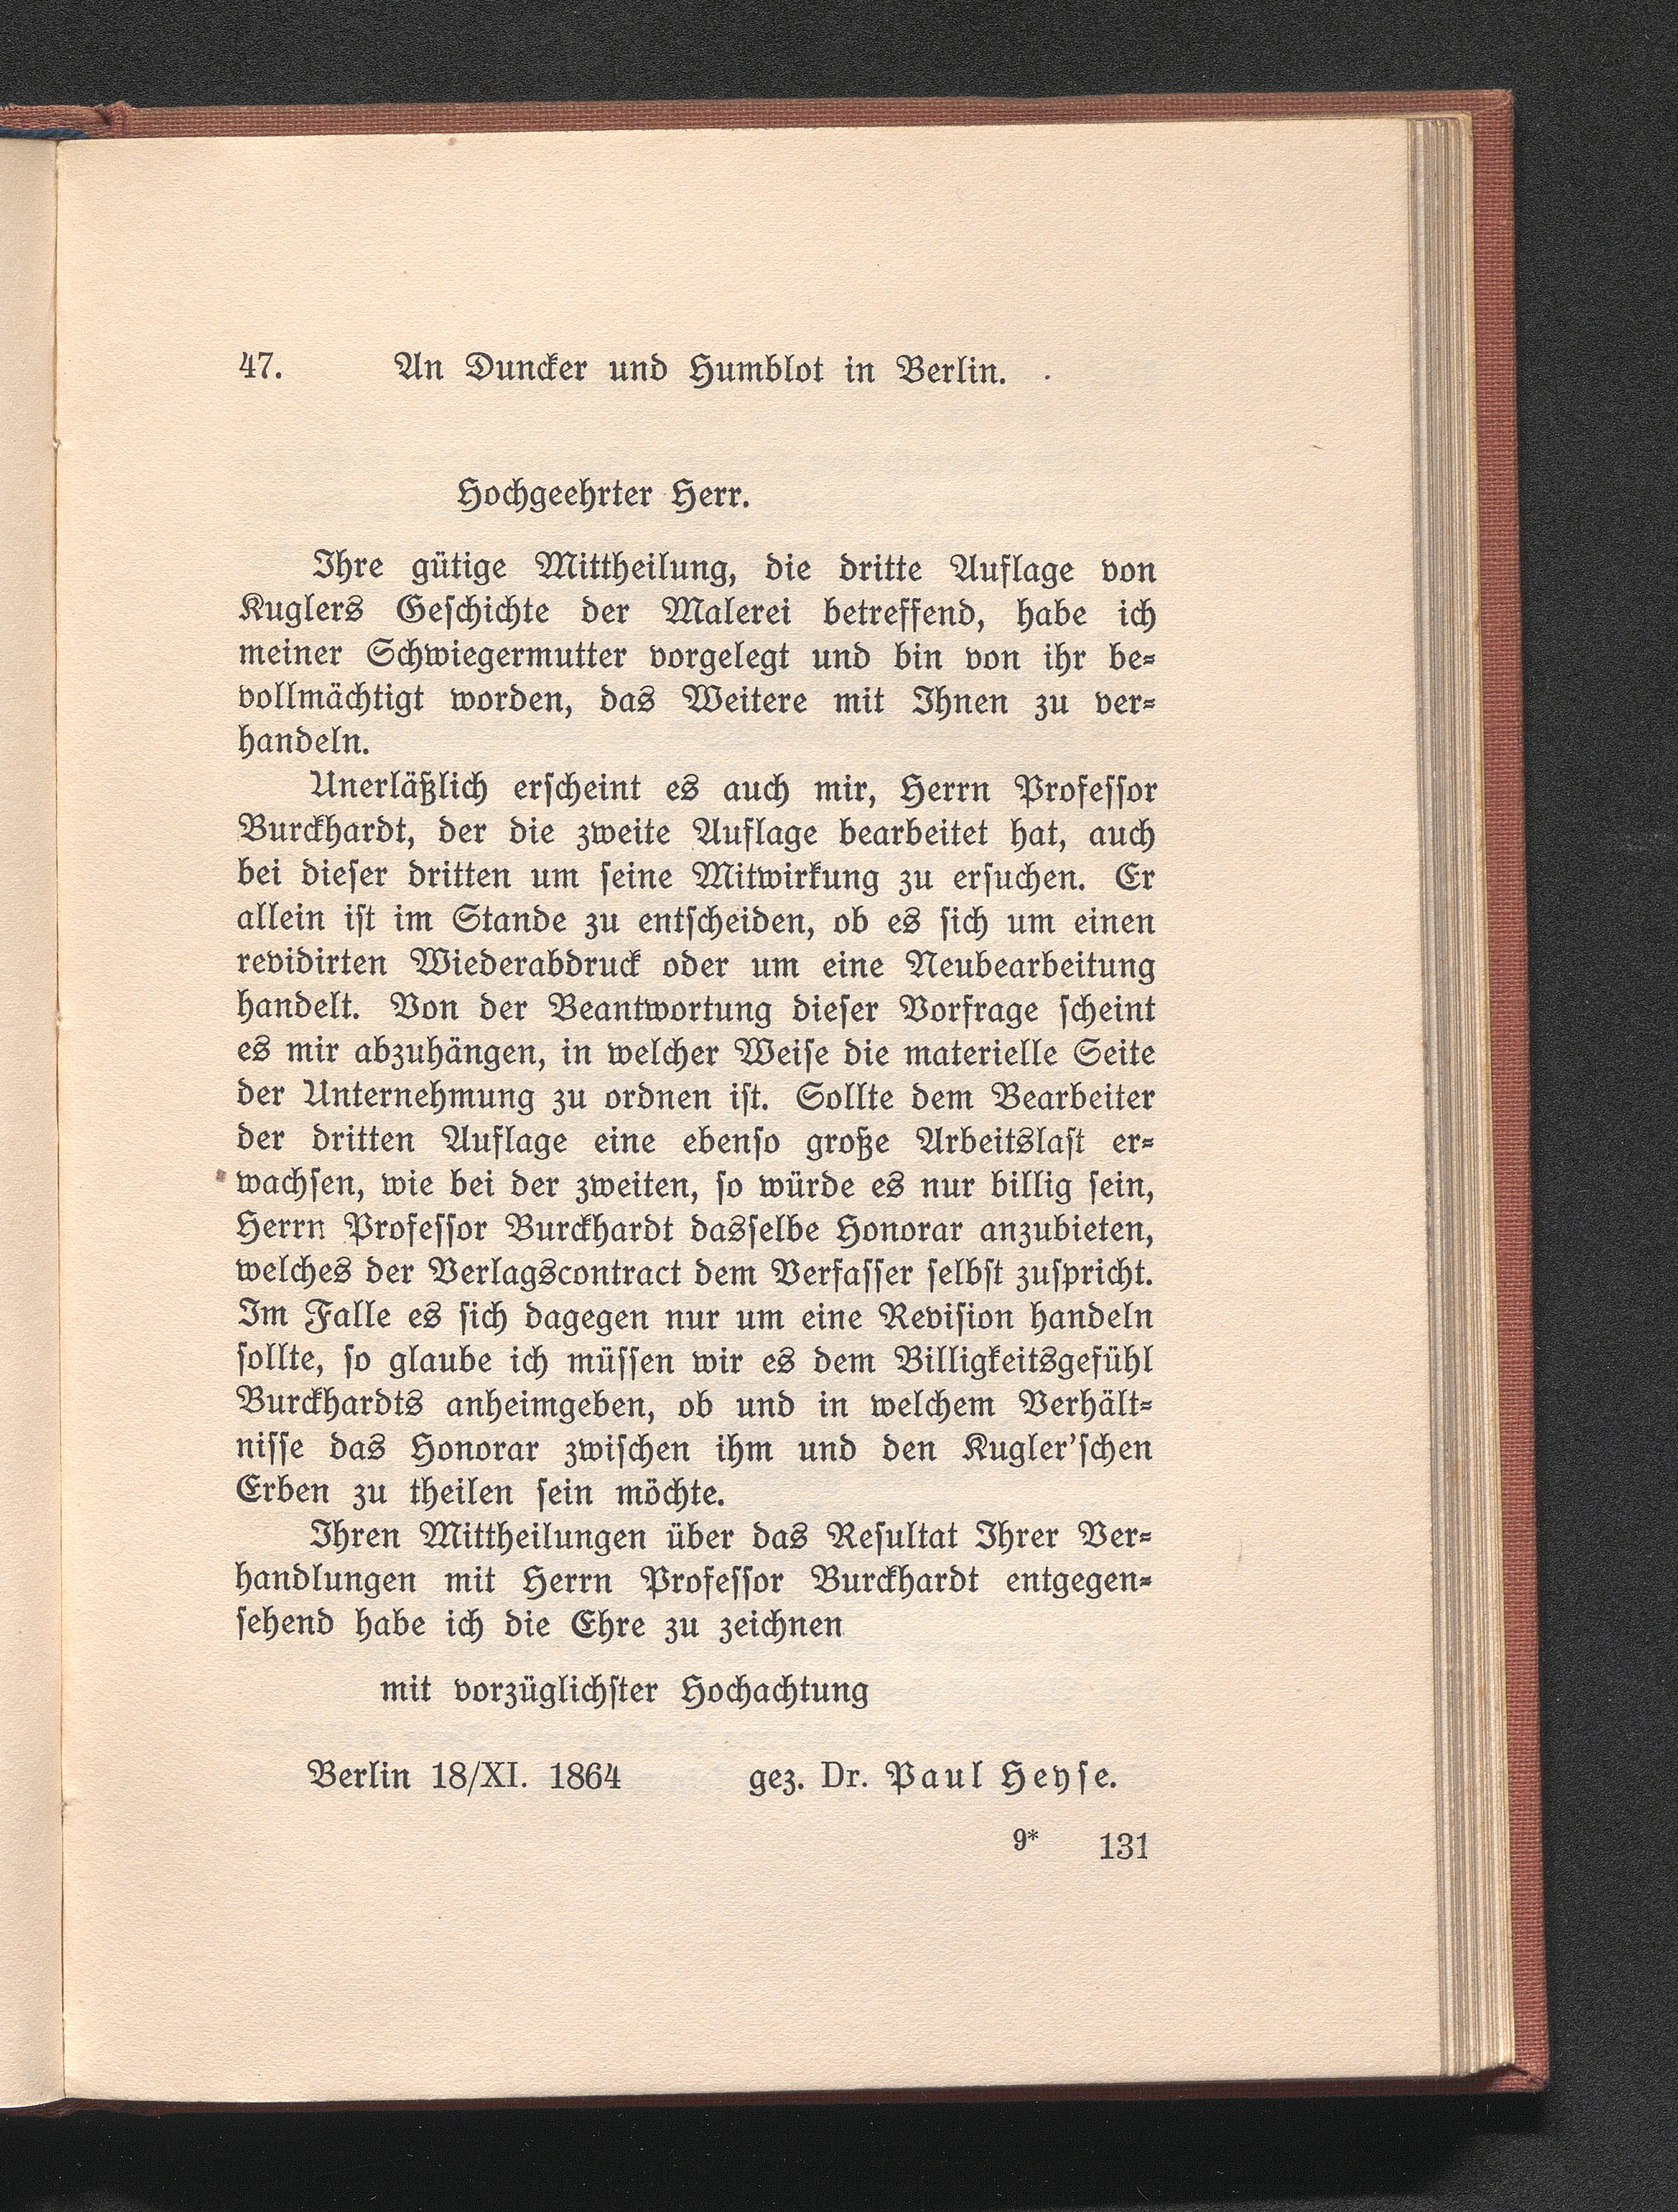 47. An Duncker und Humblot in Berlin.
Hochgeehrter Herr.
Ihre gütige Mittheilung, die dritte Auflage von
Kuglers Geschichte der Malerei betreffend, habe ich
meiner Schwiegermutter vorgelegt und bin von ihr be-
vollmächtigt worden, das Weitere mit Ihnen zu ver-
handeln.
Unerläßlich erscheint es auch mir, Herrn Professor
Burckhardt, der die zweite Auflage bearbeitet hat, auch
bei dieser dritten um seine Mitwirkung zu ersuchen. Er
allein ist im Stande zu entscheiden, ob es sich um einen
revidirten Wiederabdruck oder um eine Neubearbeitung
handelt. Von der Beantwortung dieser Vorfrage scheint
es mir abzuhängen, in welcher Weise die materielle Seite
der Unternehmung zu ordnen ist. Sollte dem Bearbeiter
der dritten Auflage eine ebenso große Arbeitslast er-
wachsen, wie bei der zweiten, so würde es nur billig sein,
Herrn Professor Burckhardt dasselbe Honorar anzubieten,
welches der Verlagscontract dem Verfasser selbst zuspricht.
Im Falle es sich dagegen nur um eine Revision handeln
sollte, so glaube ich müssen wir es dem Billigkeitsgefühl
Burckhardts anheimgeben, ob und in welchem Verhält-
nisse das Honorar zwischen ihm und den Kugler'schen
Erben zu theilen sein möchte.
Ihren Mittheilungen über das Resultat Ihrer Ver-
handlungen mit Herrn Professor Burckhardt entgegen-
sehend habe ich die Ehre zu zeichnen
mit vorzüglichster Hochachtung
Berlin 18/XI. 1864 gez. Dr. Paul Heyse.
9* 131